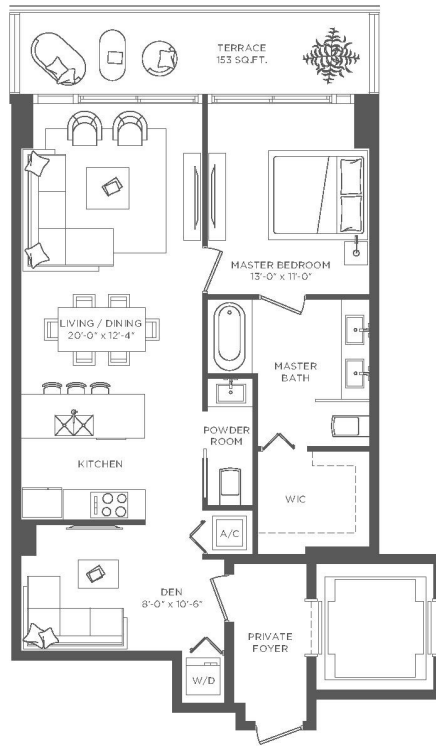 TERRACE
153 SQ.FT.
MASTER BEDROOM
13'-0" x 11'-0"
LIVING / DINING
20'-0" x 12'-4"
MASTER
BATH
POWDER
ROOM
KITCHEN
WIC
A/C
DEN
8'-0" x 10'-6"
PRIVATE
FOYER
W/D